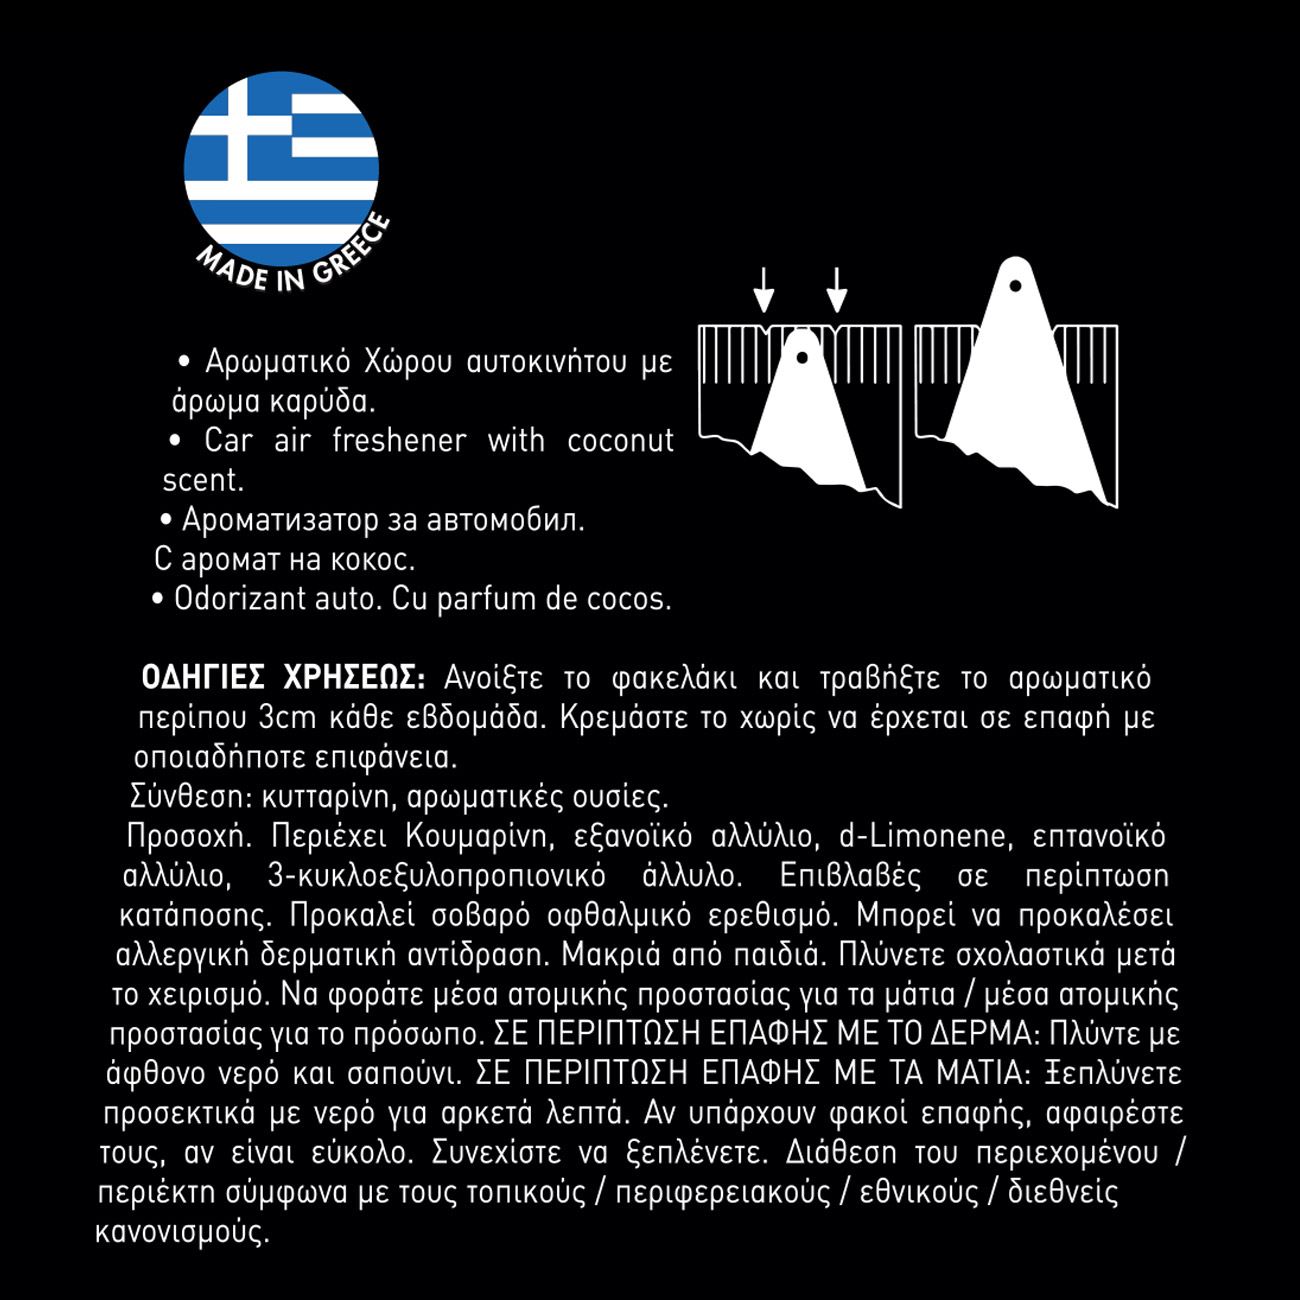 MADE IN GREECE
• Αρωματικό Χώρου αυτοκινήτου με
άρωμα καρύδα.
• Car air freshener with coconut
scent.
• Ароматизатор за автомобил.
С аромат на кокос.
• Odorizant auto. Cu parfum de cocos.
ΟΔΗΓΙΕΣ ΧΡΗΣΕΩΣ: Ανοίξτε το φακελάκι και τραβήξτε το αρωματικό
περίπου 3cm κάθε εβδομάδα. Κρεμάστε το χωρίς να έρχεται σε επαφή με
οποιαδήποτε επιφάνεια.
Σύνθεση: κυτταρίνη, αρωματικές ουσίες.
Προσοχή. Περιέχει Κουμαρίνη, εξανοϊκό αλλύλιο, d-Limonene, επτανοϊκό
αλλύλιο, 3-κυκλοεξυλοπροπιονικό άλλυλο. Επιβλαβές σε περίπτωση
κατάποσης. Προκαλεί σοβαρό οφθαλμικό ερεθισμό. Μπορεί να προκαλέσει
αλλεργική δερματική αντίδραση. Μακριά από παιδιά. Πλύνετε σχολαστικά μετά
το χειρισμό. Να φοράτε μέσα ατομικής προστασίας για τα μάτια / μέσα ατομικής
προστασίας για το πρόσωπο. ΣΕ ΠΕΡΙΠΤΩΣΗ ΕΠΑΦΗΣ ΜΕ ΤΟ ΔΕΡΜΑ: Πλύντε με
άφθονο νερό και σαπούνι. ΣΕ ΠΕΡΙΠΤΩΣΗ ΕΠΑΦΗΣ ΜΕ ΤΑ ΜΑΤΙΑ: Ξεπλύνετε
προσεκτικά με νερό για αρκετά λεπτά. Αν υπάρχουν φακοί επαφής, αφαιρέστε
τους, αν είναι εύκολο. Συνεχίστε να ξεπλένετε. Διάθεση του περιεχομένου /
περιέκτη σύμφωνα με τους τοπικούς / περιφερειακούς / εθνικούς / διεθνείς
κανονισμούς.